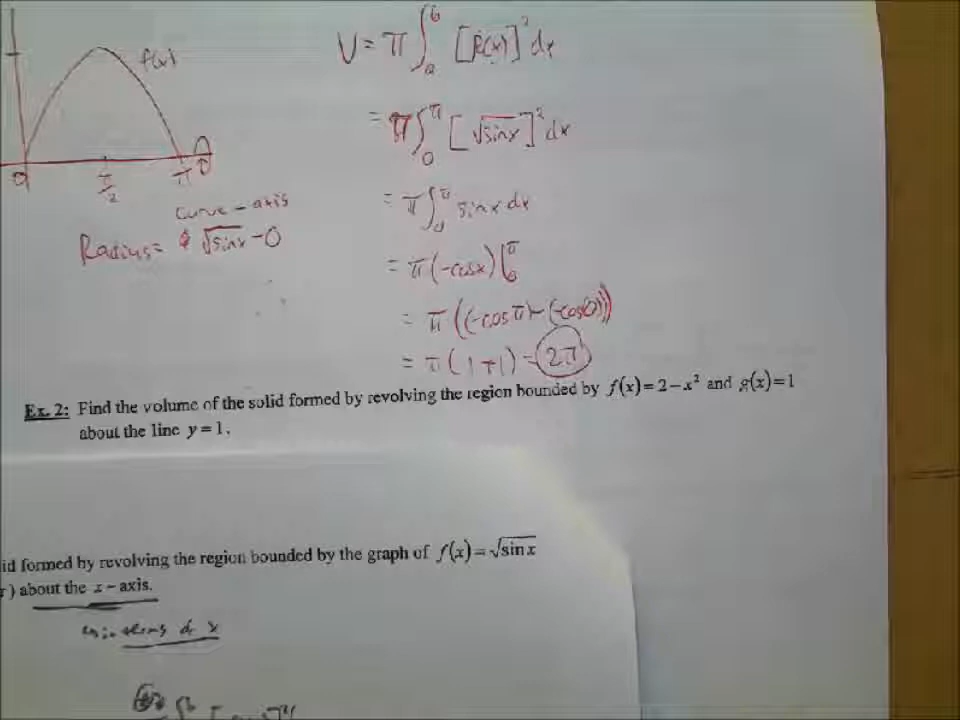 f(x)
0 π/2 π
curve - axis
Radius = √sinx - 0
V = π ∫ₐᵇ [R(x)]² dx
= π ∫₀^π [√sinx]² dx
= π ∫₀^π sinx dx
= π(-cosx) |₀^π
= π((-cosπ)-(-cos0))
= π(1+1) = 2π
Ex. 2: Find the volume of the solid formed by revolving the region bounded by f(x)=2-x² and g(x)=1
about the line y=1.
id formed by revolving the region bounded by the graph of f(x)=√sinx
) about the x-axis.